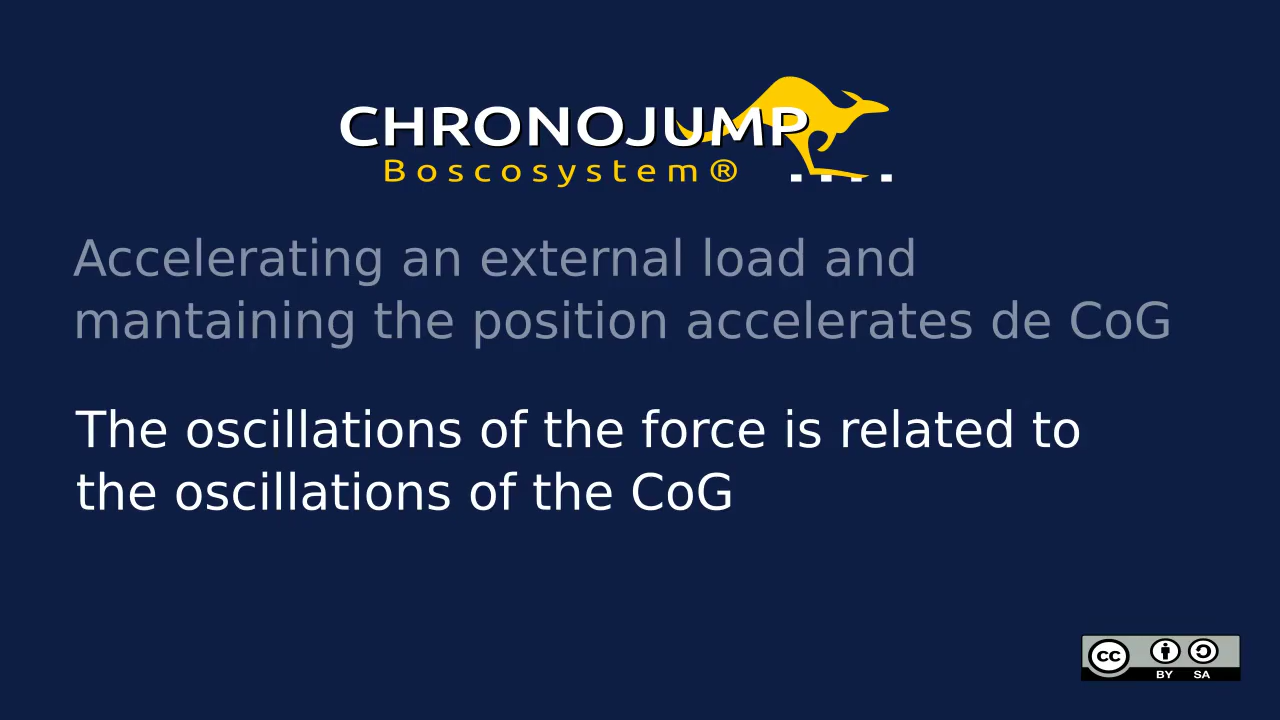 CHRONOJUMP
Boscosystem®
Accelerating an external load and
mantaining the position accelerates de CoG
The oscillations of the force is related to
the oscillations of the CoG
cc
BY SA